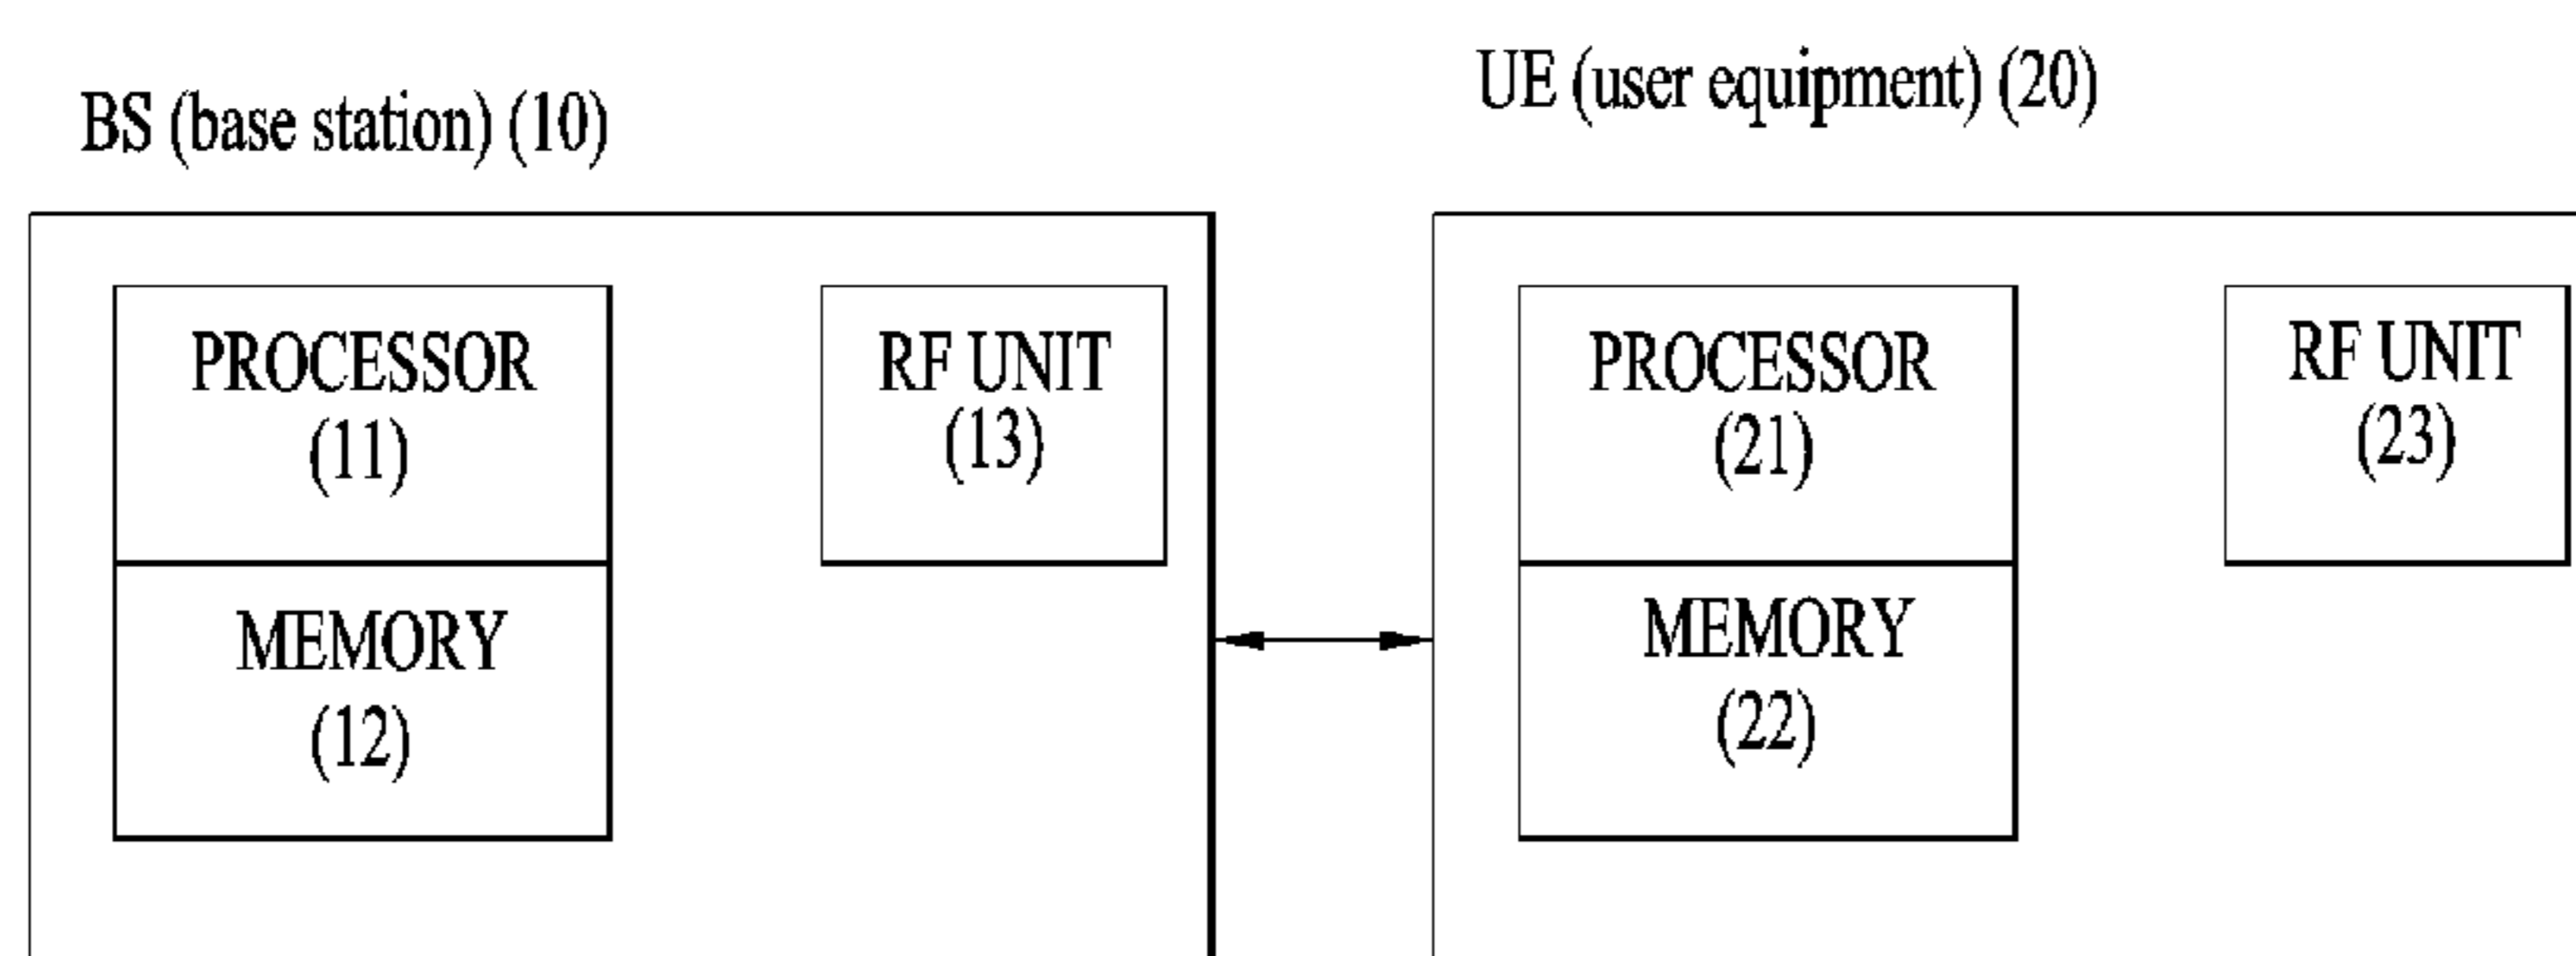 BS (base station) (10)
UE (user equipment) (20)
PROCESSOR
(11)
RF UNIT
(13)
MEMORY
(12)
PROCESSOR
(21)
RF UNIT
(23)
MEMORY
(22)